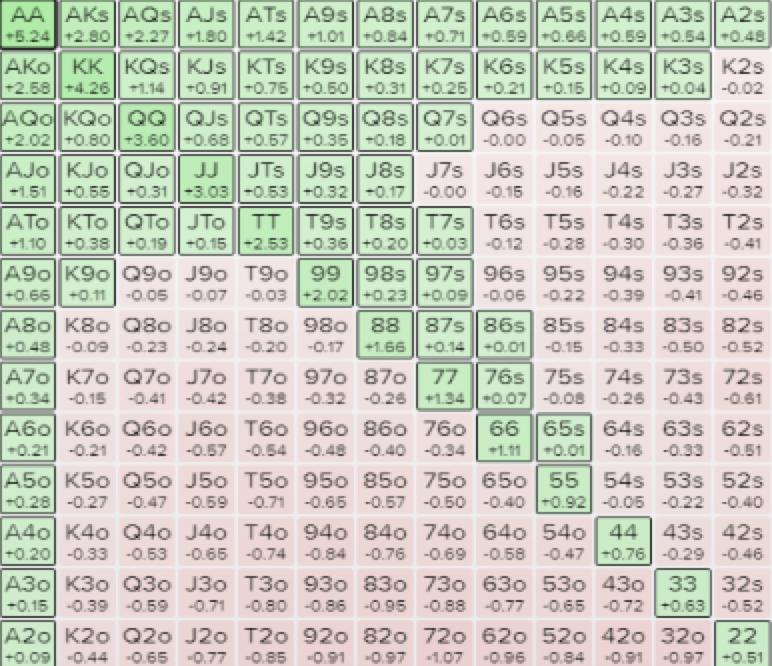 AA AKs AQs AJs ATs A9s A8s A7s A6s A5s A4s A3s A2s
+5.24 +2.80 +2.27 +1.80 +1.42 +1.01 +0.84 +0.71 +0.59 +0.66 +0.59 +0.54 +0.48
AKo KK KQs KJs KTs K9s K8s K7s K6s K5s K4s K3s K2s
+2.58 +4.26 +1.14 +0.91 +0.75 +0.50 +0.31 +0.25 +0.21 +0.15 +0.09 +0.04 -0.02
AQo KQo QQ QJs QTs Q9s Q8s Q7s Q6s Q5s Q4s Q3s Q2s
+2.02 +0.80 +3.60 +0.68 +0.57 +0.35 +0.18 +0.01 -0.00 -0.05 -0.10 -0.16 -0.21
AJo KJo QJo JJ JTs J9s J8s J7s J6s J5s J4s J3s J2s
+1.51 +0.55 +0.31 +3.03 +0.53 +0.32 +0.17 -0.00 -0.15 -0.16 -0.22 -0.27 -0.32
ATo KTo QTo JTo TT T9s T8s T7s T6s T5s T4s T3s T2s
+1.10 +0.38 +0.19 +0.15 +2.53 +0.36 +0.20 +0.03 -0.12 -0.28 -0.30 -0.36 -0.41
A9o K9o Q9o J9o T9o 99 98s 97s 96s 95s 94s 93s 92s
+0.66 +0.11 -0.05 -0.07 -0.03 +2.02 +0.23 +0.09 -0.06 -0.22 -0.39 -0.41 -0.46
A8o K8o Q8o J8o T8o 98o 88 87s 86s 85s 84s 83s 82s
+0.48 -0.09 -0.23 -0.24 -0.20 -0.17 +1.66 +0.14 +0.01 -0.15 -0.33 -0.50 -0.52
A7o K7o Q7o J7o T7o 97o 87o 77 76s 75s 74s 73s 72s
+0.34 -0.15 -0.41 -0.42 -0.38 -0.32 -0.26 +1.34 +0.07 -0.08 -0.26 -0.43 -0.61
A6o K6o Q6o J6o T6o 96o 86o 76o 66 65s 64s 63s 62s
+0.21 -0.21 -0.42 -0.57 -0.54 -0.48 -0.40 -0.34 +1.11 +0.01 -0.16 -0.33 -0.51
A5o K5o Q5o J5o T5o 95o 85o 75o 65o 55 54s 53s 52s
+0.28 -0.27 -0.47 -0.59 -0.71 -0.65 -0.57 -0.50 -0.40 +0.92 -0.05 -0.22 -0.40
A4o K4o Q4o J4o T4o 94o 84o 74o 64o 54o 44 43s 42s
+0.20 -0.33 -0.53 -0.65 -0.74 -0.84 -0.76 -0.69 -0.58 -0.47 +0.76 -0.29 -0.46
A3o K3o Q3o J3o T3o 93o 83o 73o 63o 53o 43o 33 32s
+0.15 -0.39 -0.59 -0.71 -0.80 -0.86 -0.95 -0.88 -0.77 -0.65 -0.72 +0.63 -0.52
A2o K2o Q2o J2o T2o 92o 82o 72o 62o 52o 42o 32o 22
+0.09 -0.44 -0.65 -0.77 -0.85 -0.91 -0.97 -1.07 -0.96 -0.84 -0.91 -0.97 +0.51